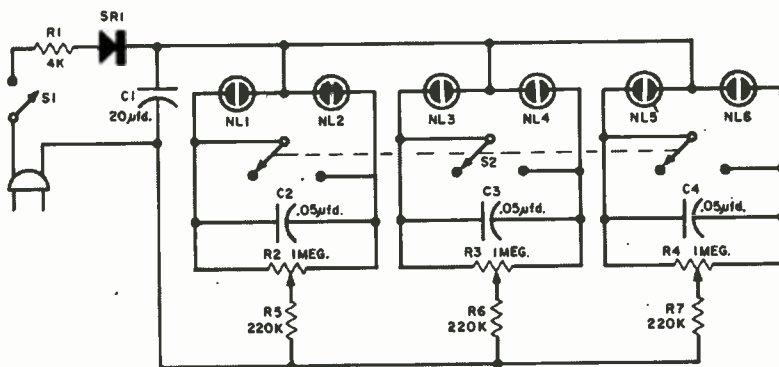 R1
4K
SR1
S1
C1
20μfd.
NL1
NL2
C2
.05μfd.
R2 1MEG.
R5
220K
NL3
NL4
S2
C3
.05μfd.
R3 1MEG.
R6
220K
NL5
NL6
C4
.05μfd.
R4 1MEG.
R7
220K